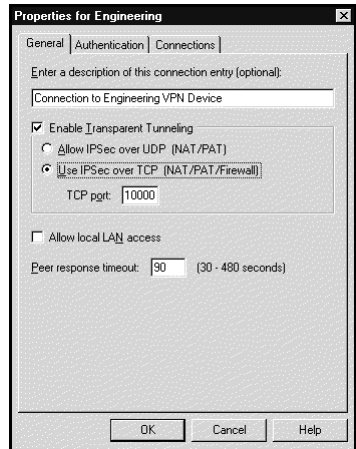 Properties for Engineering
General Authentication Connections
Enter a description of this connection entry (optional):
Connection to Engineering VPN Device
Enable Transparent Tunneling
Allow IPSec over UDP (NAT/PAT)
Use IPSec over TCP (NAT/PAT/Firewall)
TCP port: 10000
Allow local LAN access
Peer response timeout: 90 (30 - 480 seconds)
OK Cancel Help